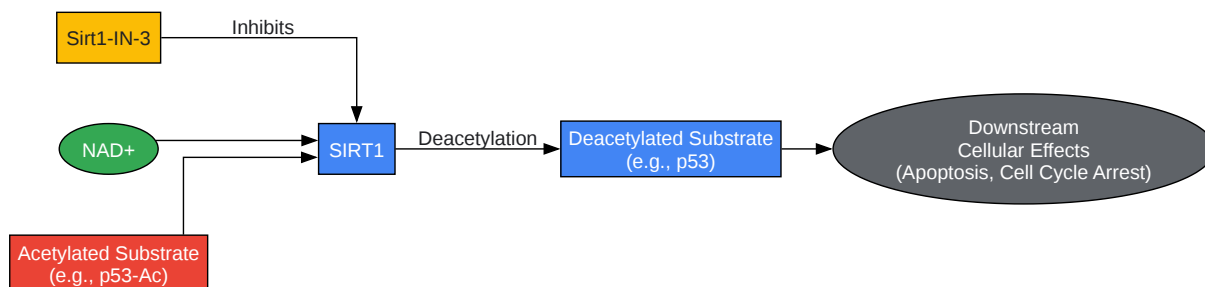 Sirt1-IN-3
Inhibits
NAD+
SIRT1
Deacetylation
Deacetylated Substrate
(e.g., p53)
Downstream
Cellular Effects
(Apoptosis, Cell Cycle Arrest)
Acetylated Substrate
(e.g., p53-Ac)